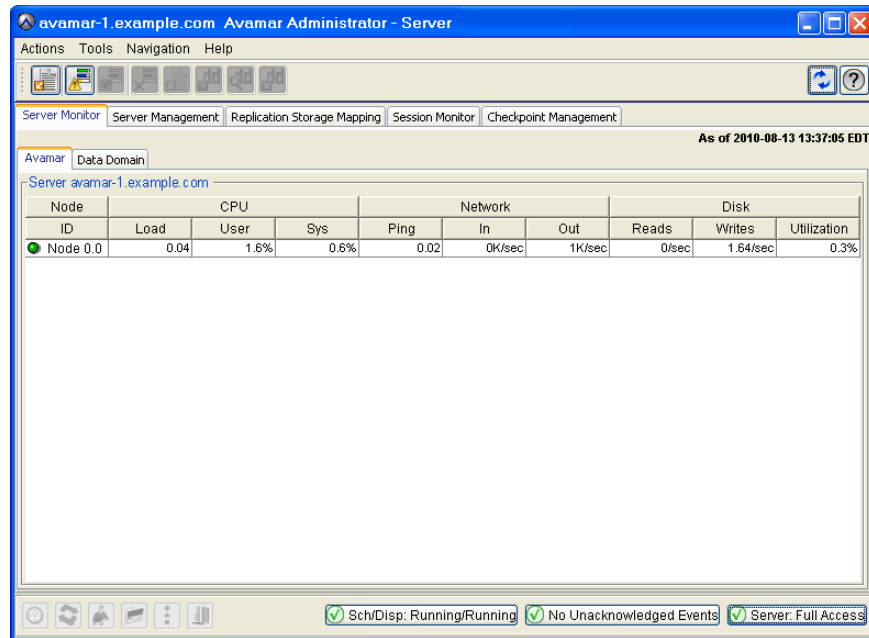 avamar-1.example.com Avamar Administrator - Server
Actions Tools Navigation Help
dd dd dd
Server Monitor Server Management Replication Storage Mapping Session Monitor Checkpoint Management
As of 2010-08-13 13:37:05 EDT
Avamar Data Domain
Server avamar-1.example.com
Node CPU Network Disk
ID Load User Sys Ping In Out Reads Writes Utilization
Node 0.0 0.04 1.6% 0.6% 0.02 0K/sec 1K/sec 0/sec 1.64/sec 0.3%
Sch/Disp: Running/Running No Unacknowledged Events Server: Full Access